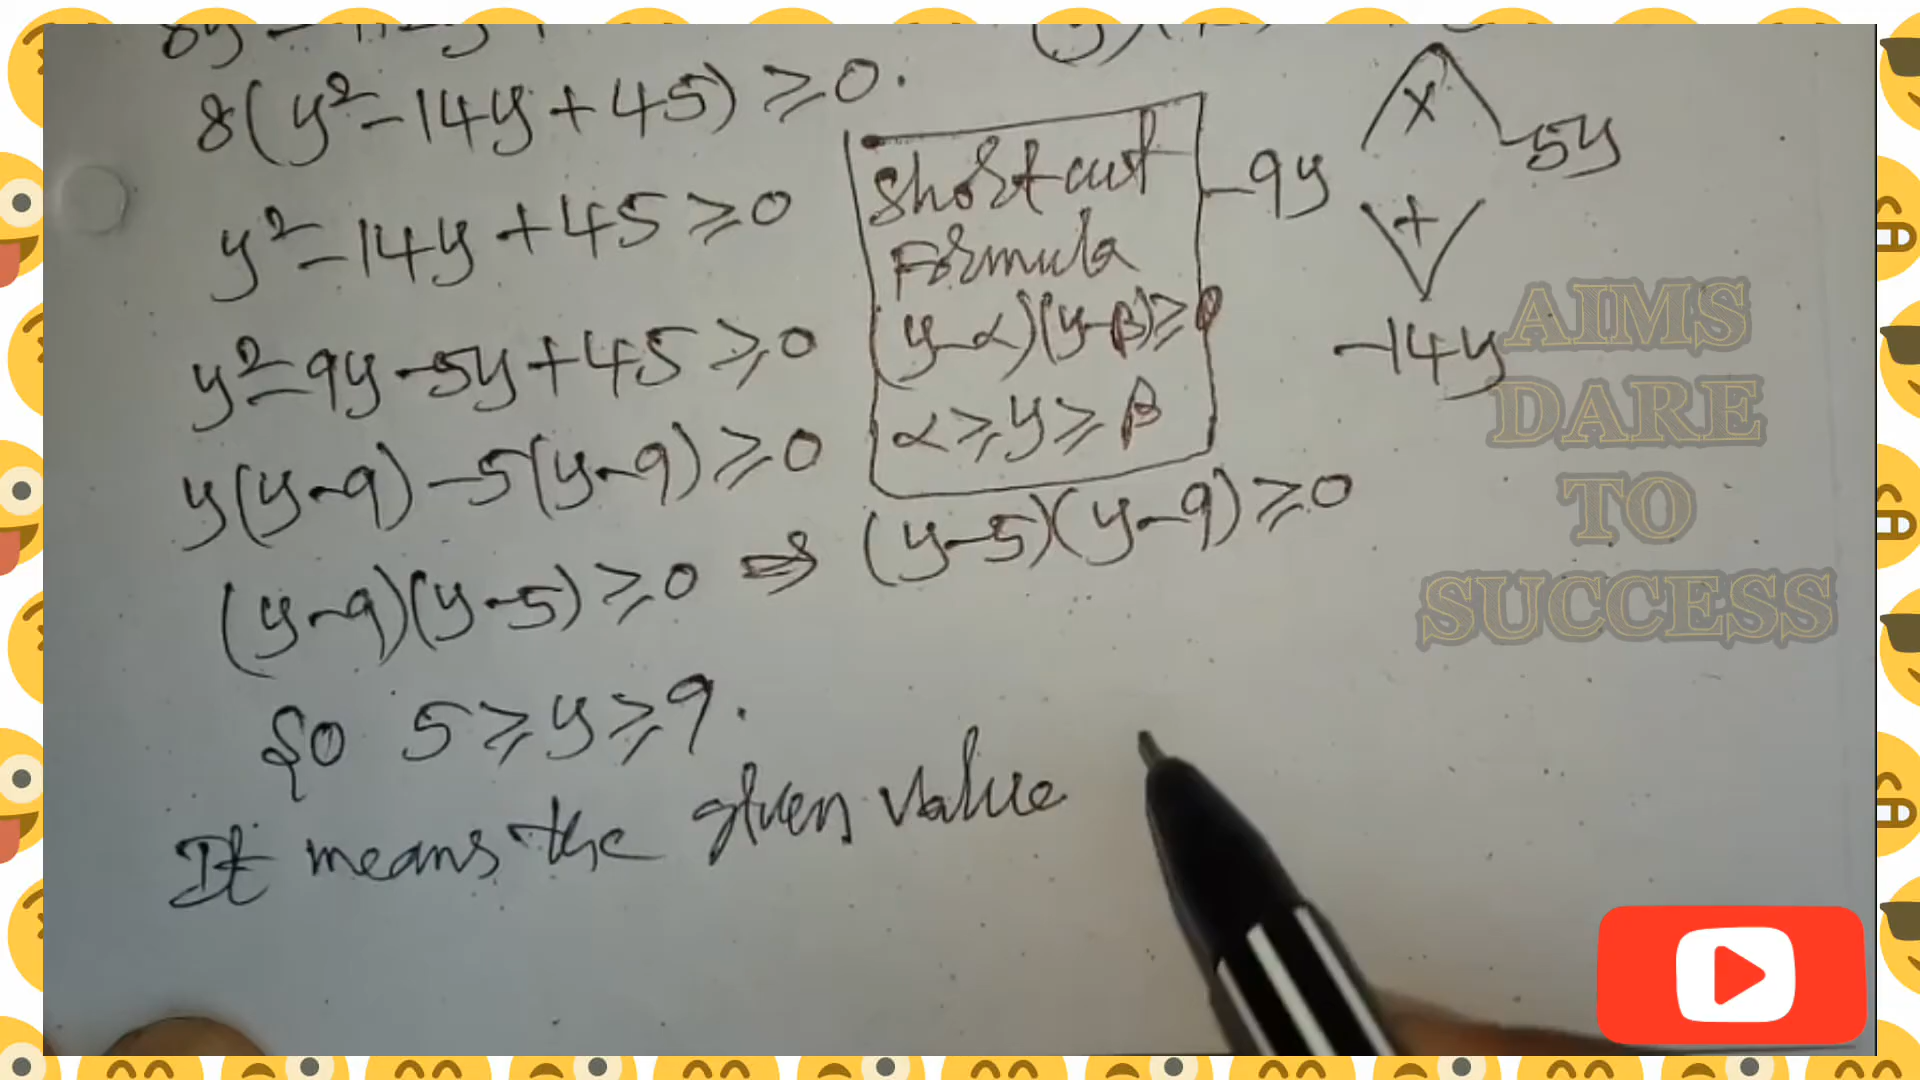 8(y²-14y+45) ≥0.
y²-14y+45≥0
y²-9y-5y+45≥0
y(y-9)-5(y-9)≥0
(y-9)(y-5)≥0 ⇒ (y-5)(y-9)≥0
So 5≥y≥9.
It means the given value
Shortcut
Formula
(y-α)(y-β)≥0
α≥y≥β
x
-9y -5y
+
-14y
AIMS
DARE
TO
SUCCESS